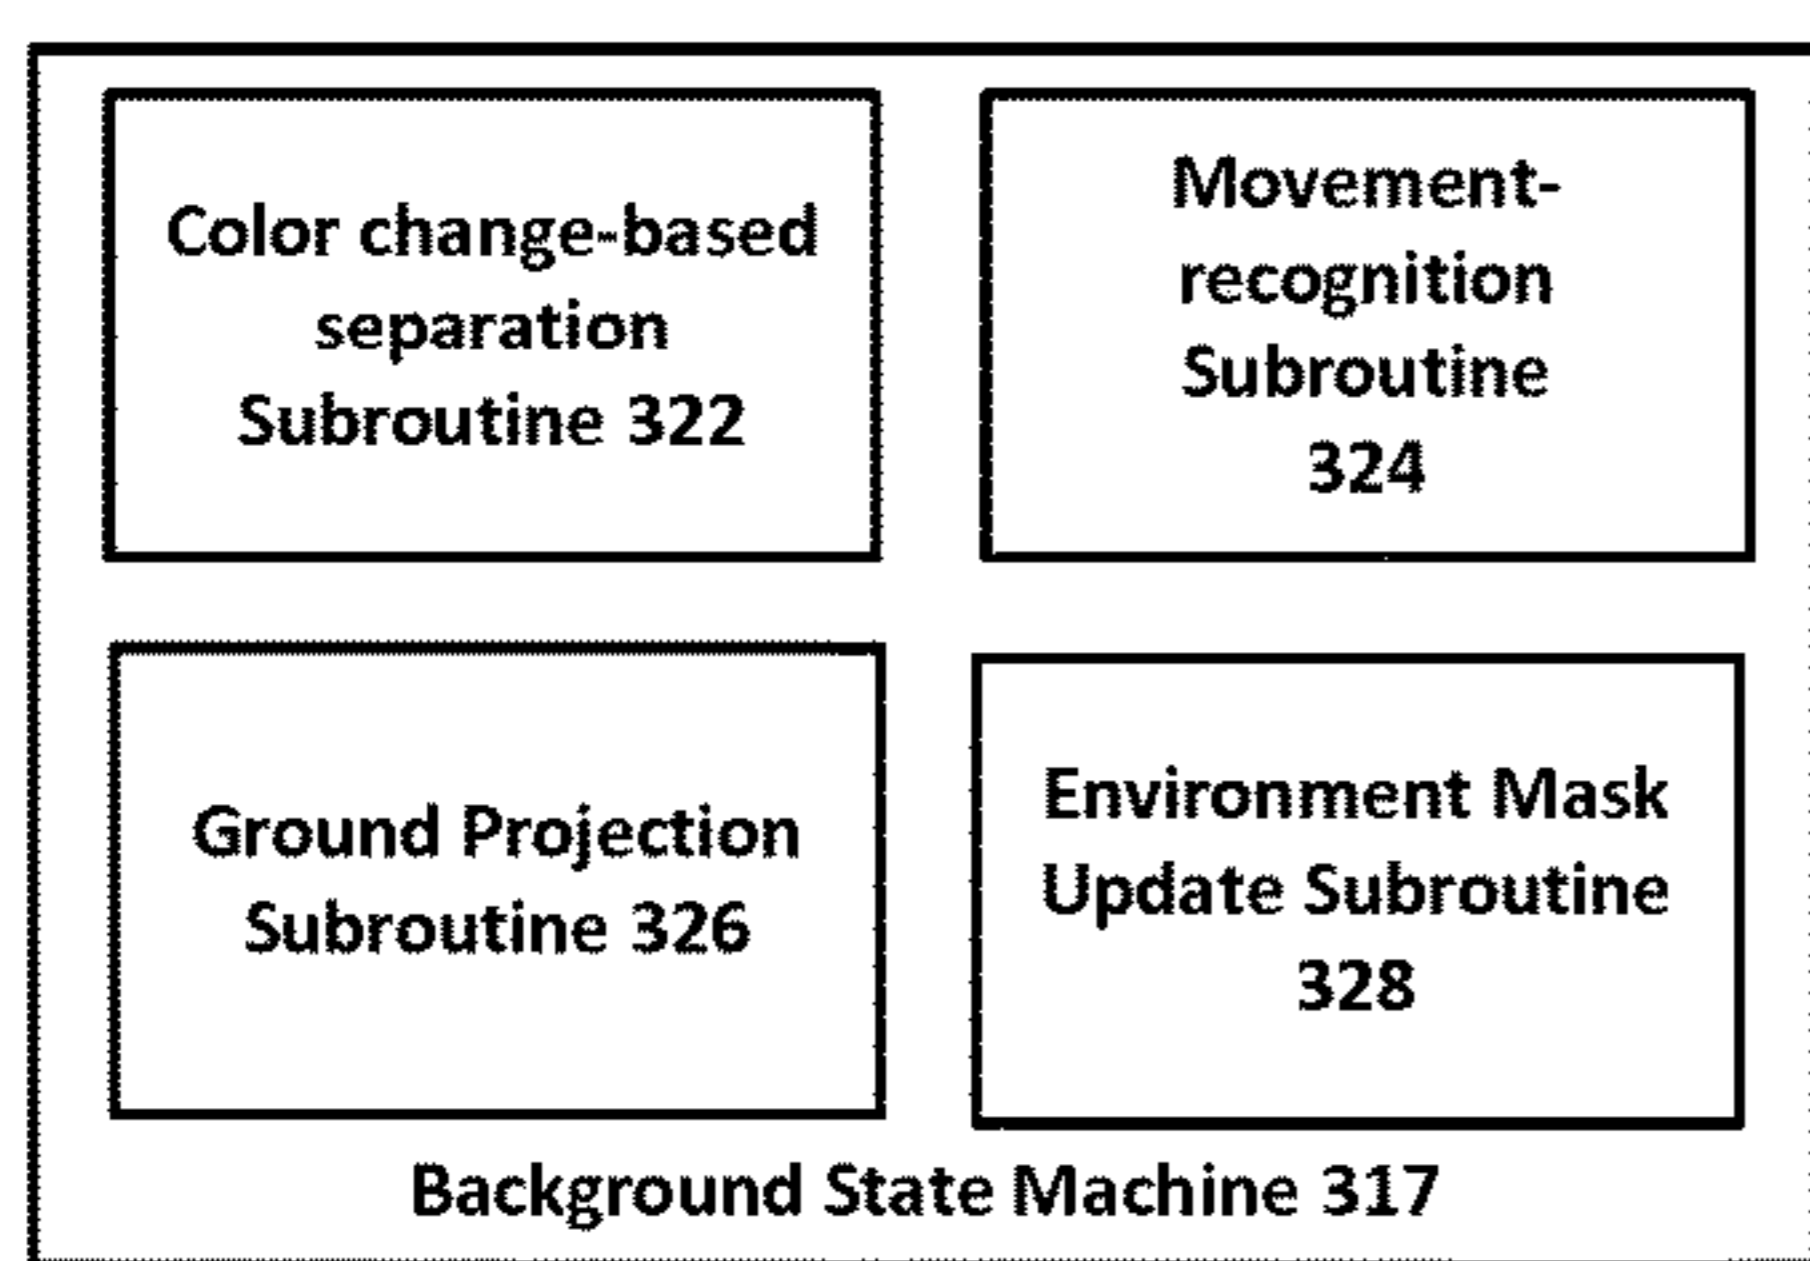 Color change-based
separation
Subroutine 322
Movement-
recognition
Subroutine
324
Ground Projection
Subroutine 326
Environment Mask
Update Subroutine
328
Background State Machine 317